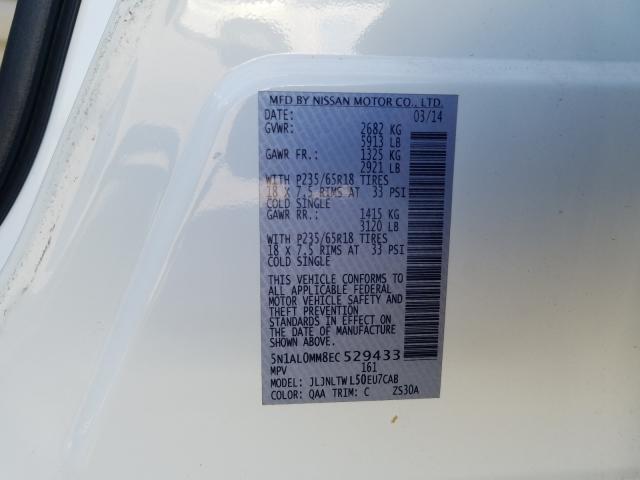 MFD BY NISSAN MOTOR CO., LTD.
DATE: 03/14
GVWR: 2682 KG
5913 LB
GAWR FR.: 1325 KG
2921 LB
WITH P235/65R18 TIRES
18 X 7.5 RIMS AT 33 PSI
COLD SINGLE
GAWR RR.: 1415 KG
3120 LB
WITH P235/65R18 TIRES
18 X 7.5 RIMS AT 33 PSI
COLD SINGLE
THIS VEHICLE CONFORMS TO
ALL APPLICABLE FEDERAL
MOTOR VEHICLE SAFETY AND
THEFT PREVENTION
STANDARDS IN EFFECT ON
THE DATE OF MANUFACTURE
SHOWN ABOVE.
5N1AL0MM8EC 529433
MPV 161
MODEL: JLJNLTWL50EU7CAB
COLOR: QAA TRIM: C ZS30A